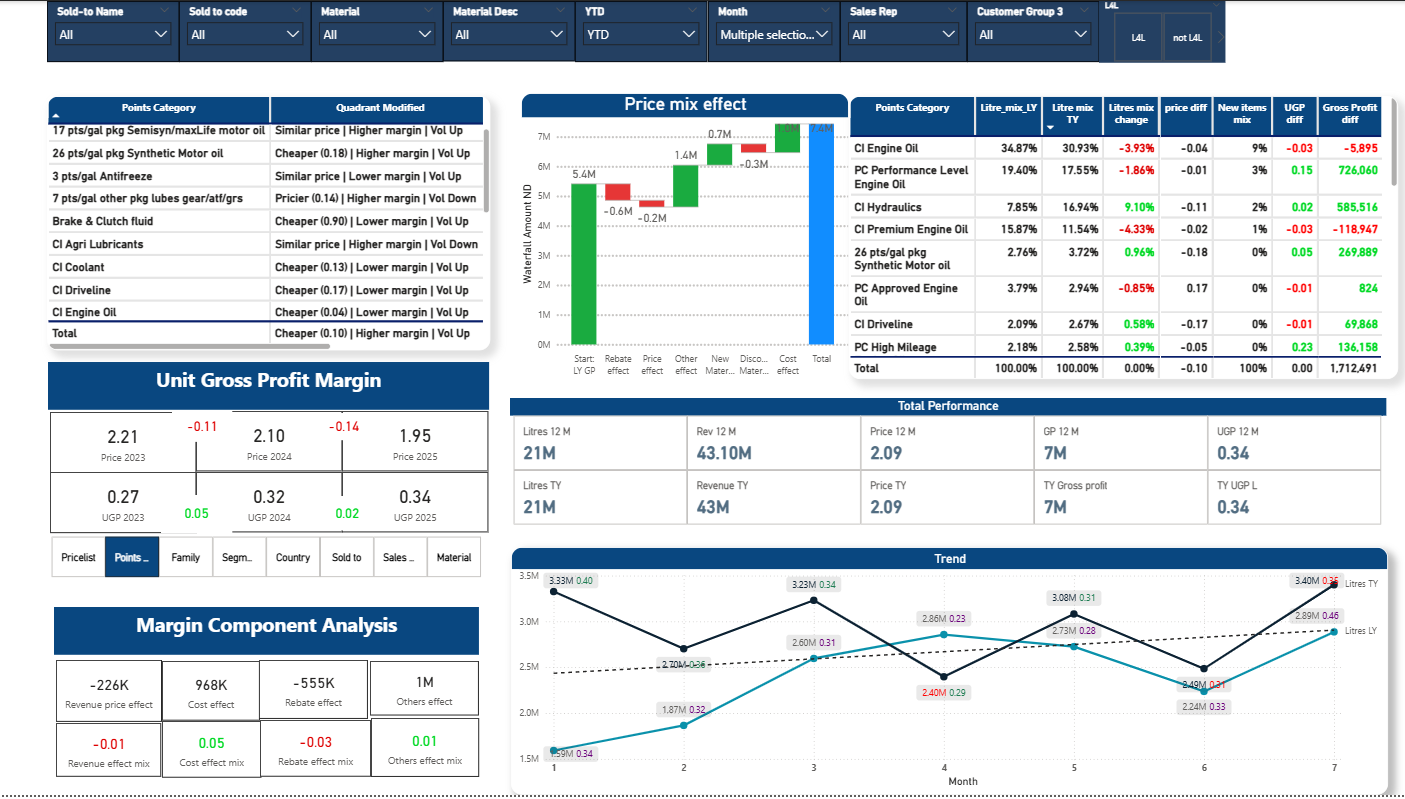 Sold-to Name Sold to code Material Material Desc YTD Month Sales Rep Customer Group 3 L4L
All All All All YTD Multiple selectio... All All L4L not L4L
Points Category Quadrant Modified
17 pts/gal pkg Semisyn/maxLife motor oil Similar price | Higher margin | Vol Up
26 pts/gal pkg Synthetic Motor oil Cheaper (0.18) | Higher margin | Vol Up
3 pts/gal Antifreeze Similar price | Lower margin | Vol Up
7 pts/gal other pkg lubes gear/atf/grs Pricier (0.14) | Higher margin | Vol Down
Brake & Clutch fluid Cheaper (0.90) | Lower margin | Vol Up
CI Agri Lubricants Similar price | Higher margin | Vol Down
CI Coolant Cheaper (0.13) | Lower margin | Vol Up
CI Driveline Cheaper (0.17) | Lower margin | Vol Up
CI Engine Oil Cheaper (0.04) | Lower margin | Vol Up
Total Cheaper (0.10) | Higher margin | Vol Up
Price mix effect
Waterfall Amount ND
7M
6M
5M
4M
3M
2M
1M
0M
5.4M
-0.6M
-0.2M
1.4M
0.7M
-0.3M
1.0M
7.4M
Start: Rebate Price Other New Disco... Cost Total
LY GP effect effect effect Mater... Mater... effect
Points Category Litre_mix_LY Litre mix TY Litres mix change price diff New items mix UGP diff Gross Profit diff
CI Engine Oil 34.87% 30.93% -3.93% -0.04 9% -0.03 -5,895
PC Performance Level Engine Oil 19.40% 17.55% -1.86% -0.01 3% 0.15 726,060
CI Hydraulics 7.85% 16.94% 9.10% -0.11 2% 0.02 585,516
CI Premium Engine Oil 15.87% 11.54% -4.33% -0.02 1% -0.03 -118,947
26 pts/gal pkg Synthetic Motor oil 2.76% 3.72% 0.96% -0.18 0% 0.05 269,889
PC Approved Engine Oil 3.79% 2.94% -0.85% 0.17 0% -0.01 824
CI Driveline 2.09% 2.67% 0.58% -0.17 0% -0.01 69,868
PC High Mileage 2.18% 2.58% 0.39% -0.05 0% 0.23 136,158
Total 100.00% 100.00% 0.00% -0.10 100% 0.00 1,712,491
Unit Gross Profit Margin
2.21 -0.11 2.10 -0.14 1.95
Price 2023 Price 2024 Price 2025
0.27 0.05 0.32 0.02 0.34
UGP 2023 UGP 2024 UGP 2025
Pricelist Points ... Family Segm... Country Sold to Sales ... Material
Total Performance
Litres 12 M Rev 12 M Price 12 M GP 12 M UGP 12 M
21M 43.10M 2.09 7M 0.34
Litres TY Revenue TY Price TY TY Gross profit TY UGP L
21M 43M 2.09 7M 0.34
Margin Component Analysis
-226K 968K -555K 1M
Revenue price effect Cost effect Rebate effect Others effect
-0.01 0.05 -0.03 0.01
Revenue effect mix Cost effect mix Rebate effect mix Others effect mix
Trend
3.5M
3.0M
2.5M
2.0M
1.5M
3.33M 0.40
2.70M 0.36
3.23M 0.34
2.40M 0.29
3.08M 0.31
2.49M 0.31
3.40M 0.35
Litres TY
1.59M 0.34
1.87M 0.32
2.60M 0.31
2.86M 0.23
2.73M 0.28
2.24M 0.33
2.89M 0.46
Litres LY
1 2 3 4 5 6 7
Month